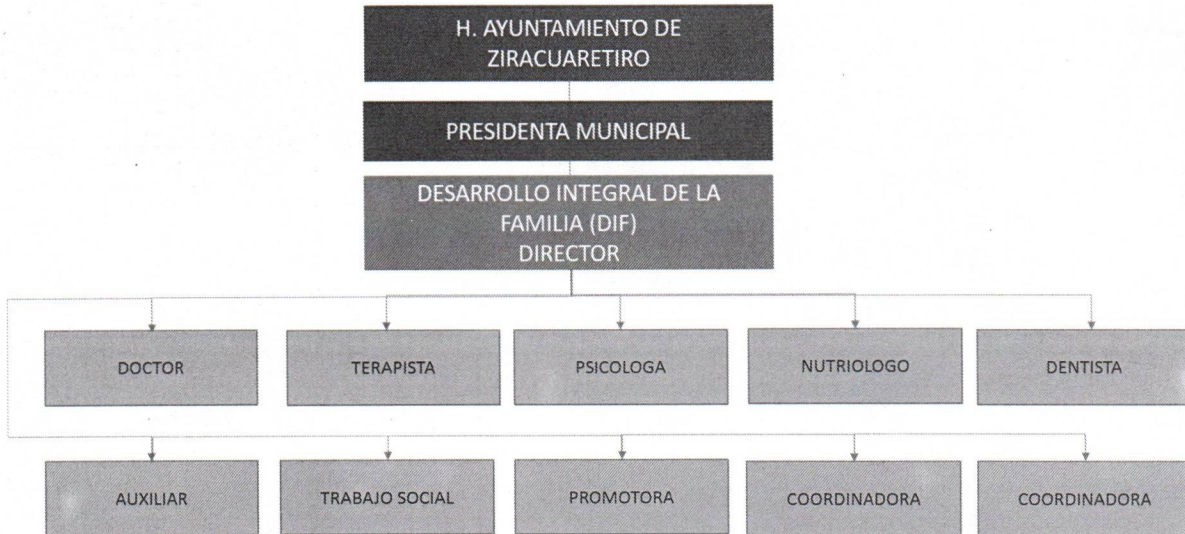 H. AYUNTAMIENTO DE
ZIRACUARETIRO
PRESIDENTA MUNICIPAL
DESARROLLO INTEGRAL DE LA
FAMILIA (DIF)
DIRECTOR
DOCTOR
TERAPISTA
PSICOLOGA
NUTRIOLOGO
DENTISTA
AUXILIAR
TRABAJO SOCIAL
PROMOTORA
COORDINADORA
COORDINADORA